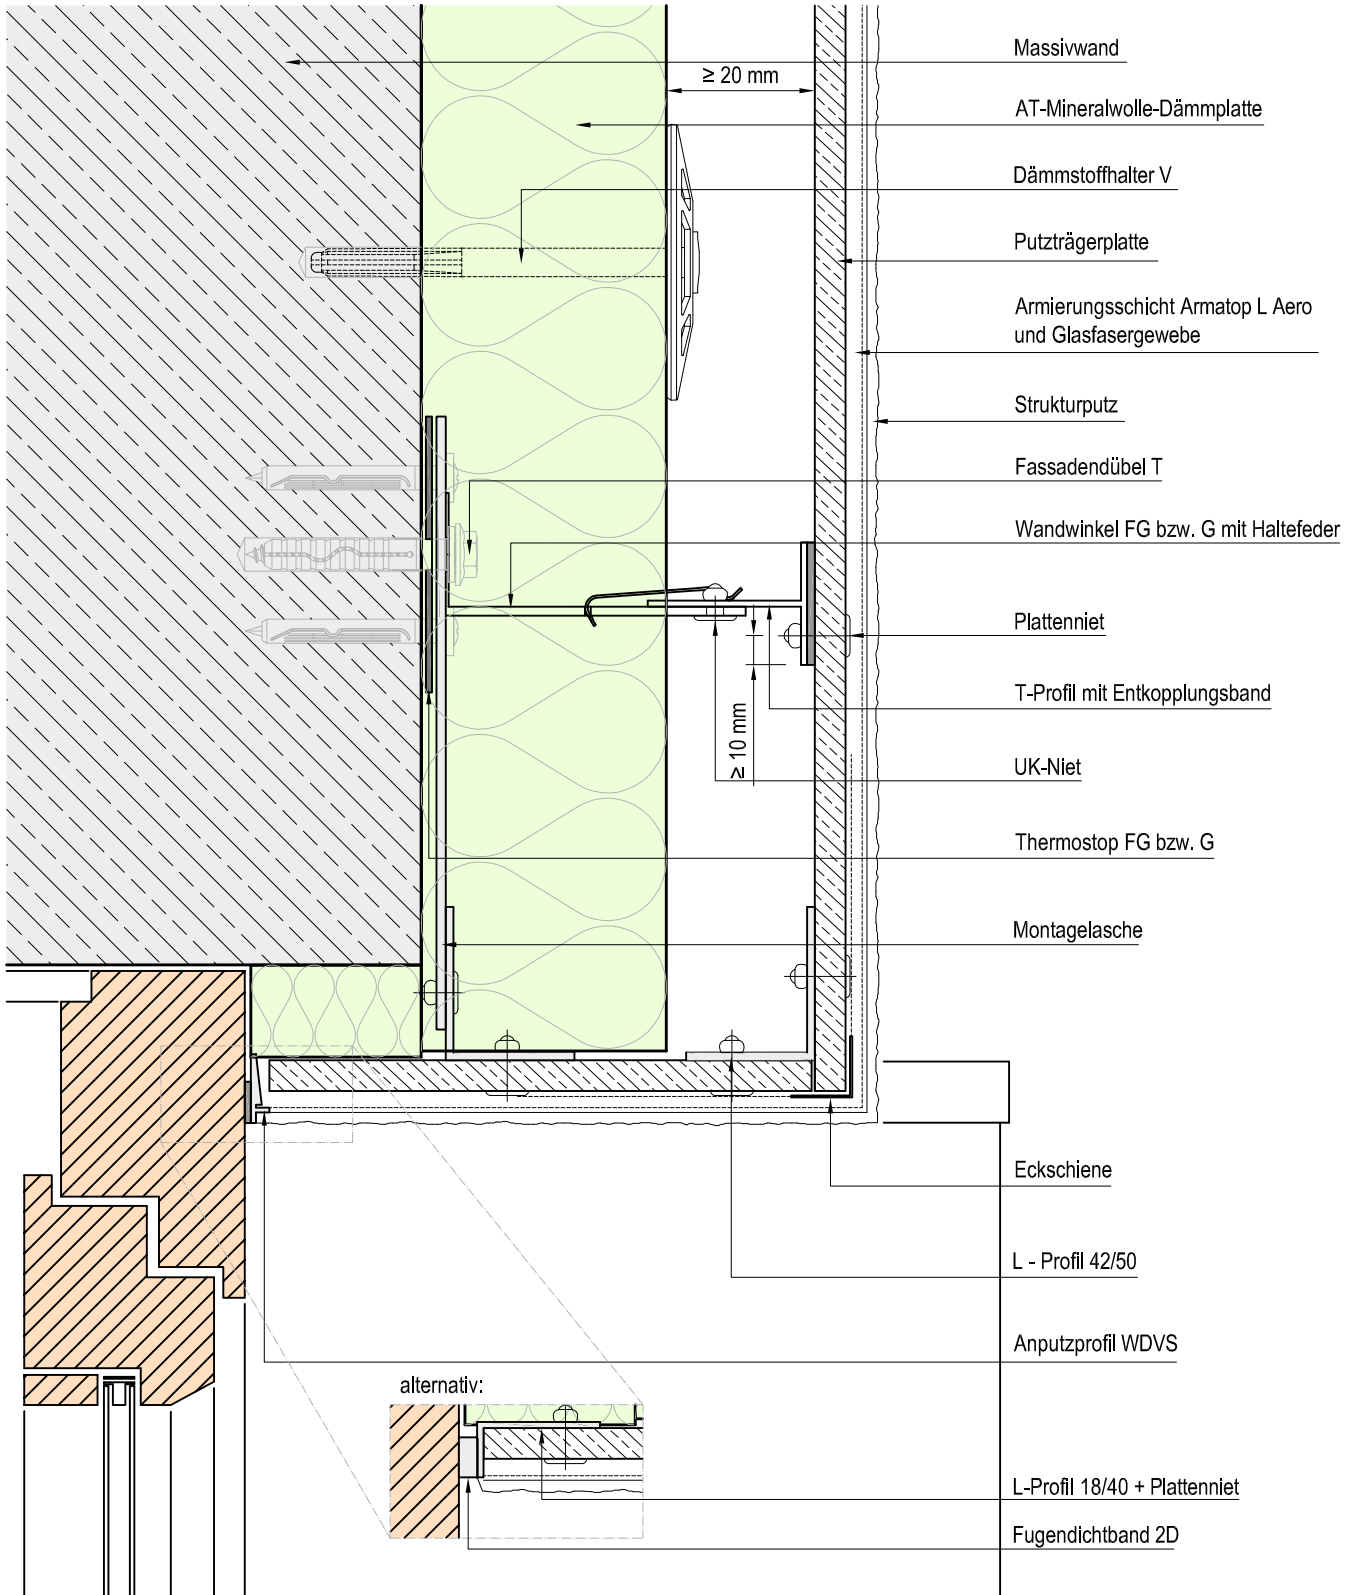 Massivwand
≥ 20 mm
AT-Mineralwolle-Dämmplatte
Dämmstoffhalter V
Putzträgerplatte
Armierungsschicht Armatop L Aero
und Glasfasergewebe
Strukturputz
Fassadendübel T
Wandwinkel FG bzw. G mit Haltefeder
Plattenniet
T-Profil mit Entkopplungsband
≥ 10 mm
UK-Niet
Thermostop FG bzw. G
Montagelasche
Eckschiene
L - Profil 42/50
Anputzprofil WDVS
alternativ:
L-Profil 18/40 + Plattenniet
Fugendichtband 2D